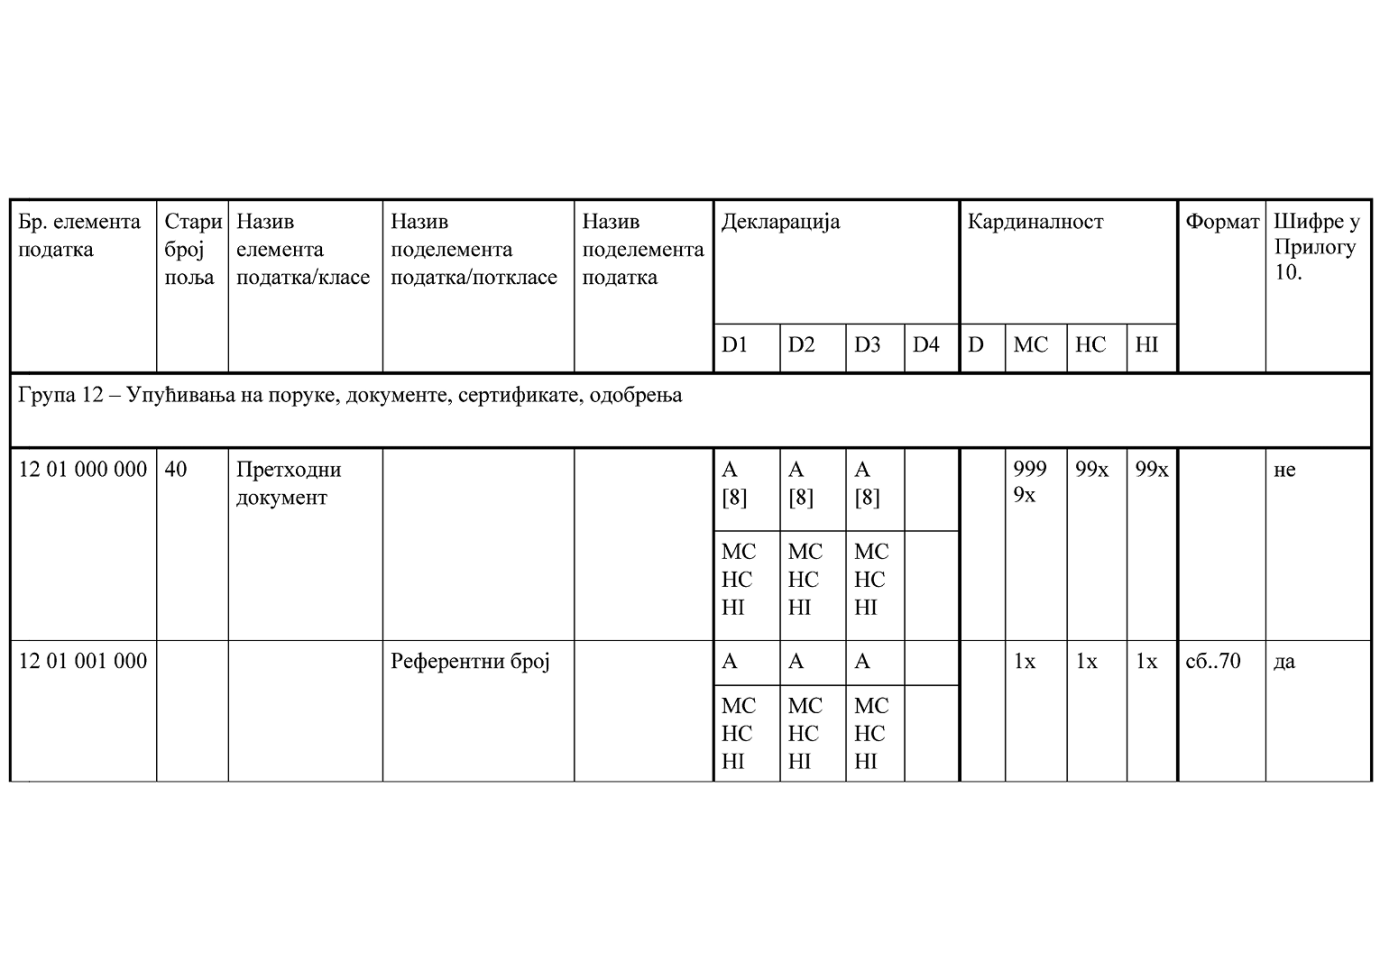 Бр. елемента
податка
Стари
број
поља
Назив
елемента
податка/класе
Назив
поделемента
податка/поткласе
Назив
поделемента
податка
Декларација
Кардиналност
Формат
Шифре у
Прилогу
10.
D1 D2 D3 D4 D MC HC HI
Група 12 – Упућивања на поруке, документе, сертификате, одобрења
12 01 000 000
40
Претходни
документ
A
[8]
A
[8]
A
[8]
MC
HC
HI
MC
HC
HI
MC
HC
HI
999
9x
99x
99x
не
12 01 001 000
Референтни број
A
A
A
MC
HC
HI
MC
HC
HI
MC
HC
HI
1x
1x
1x
сб..70
да